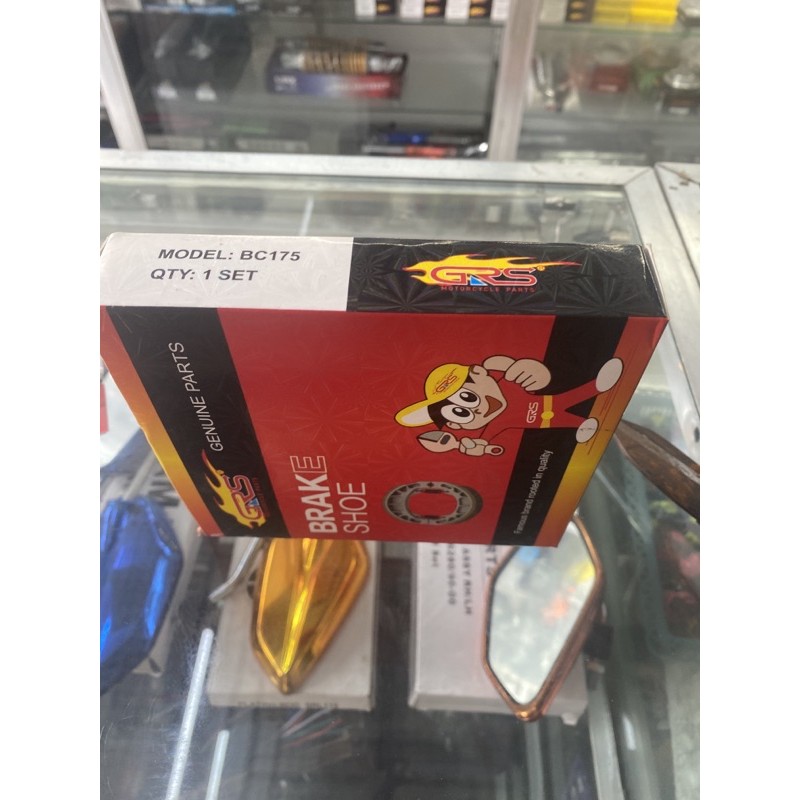 MODEL: BC175
QTY: 1 SET
GRS
MOTORCYCLE PARTS
GENUINE PARTS
GRS
BRAKE
SHOE
GRS
GRS
Famous brand rooted in quality